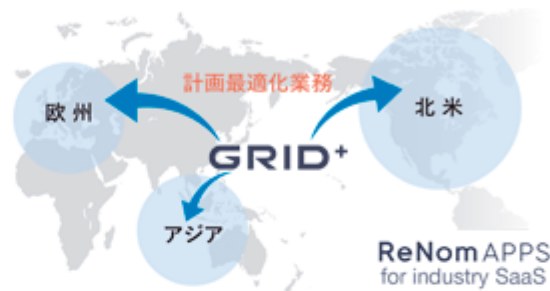 計画最適化業務
欧州
北米
GRID+
アジア
ReNom APPS
for industry SaaS